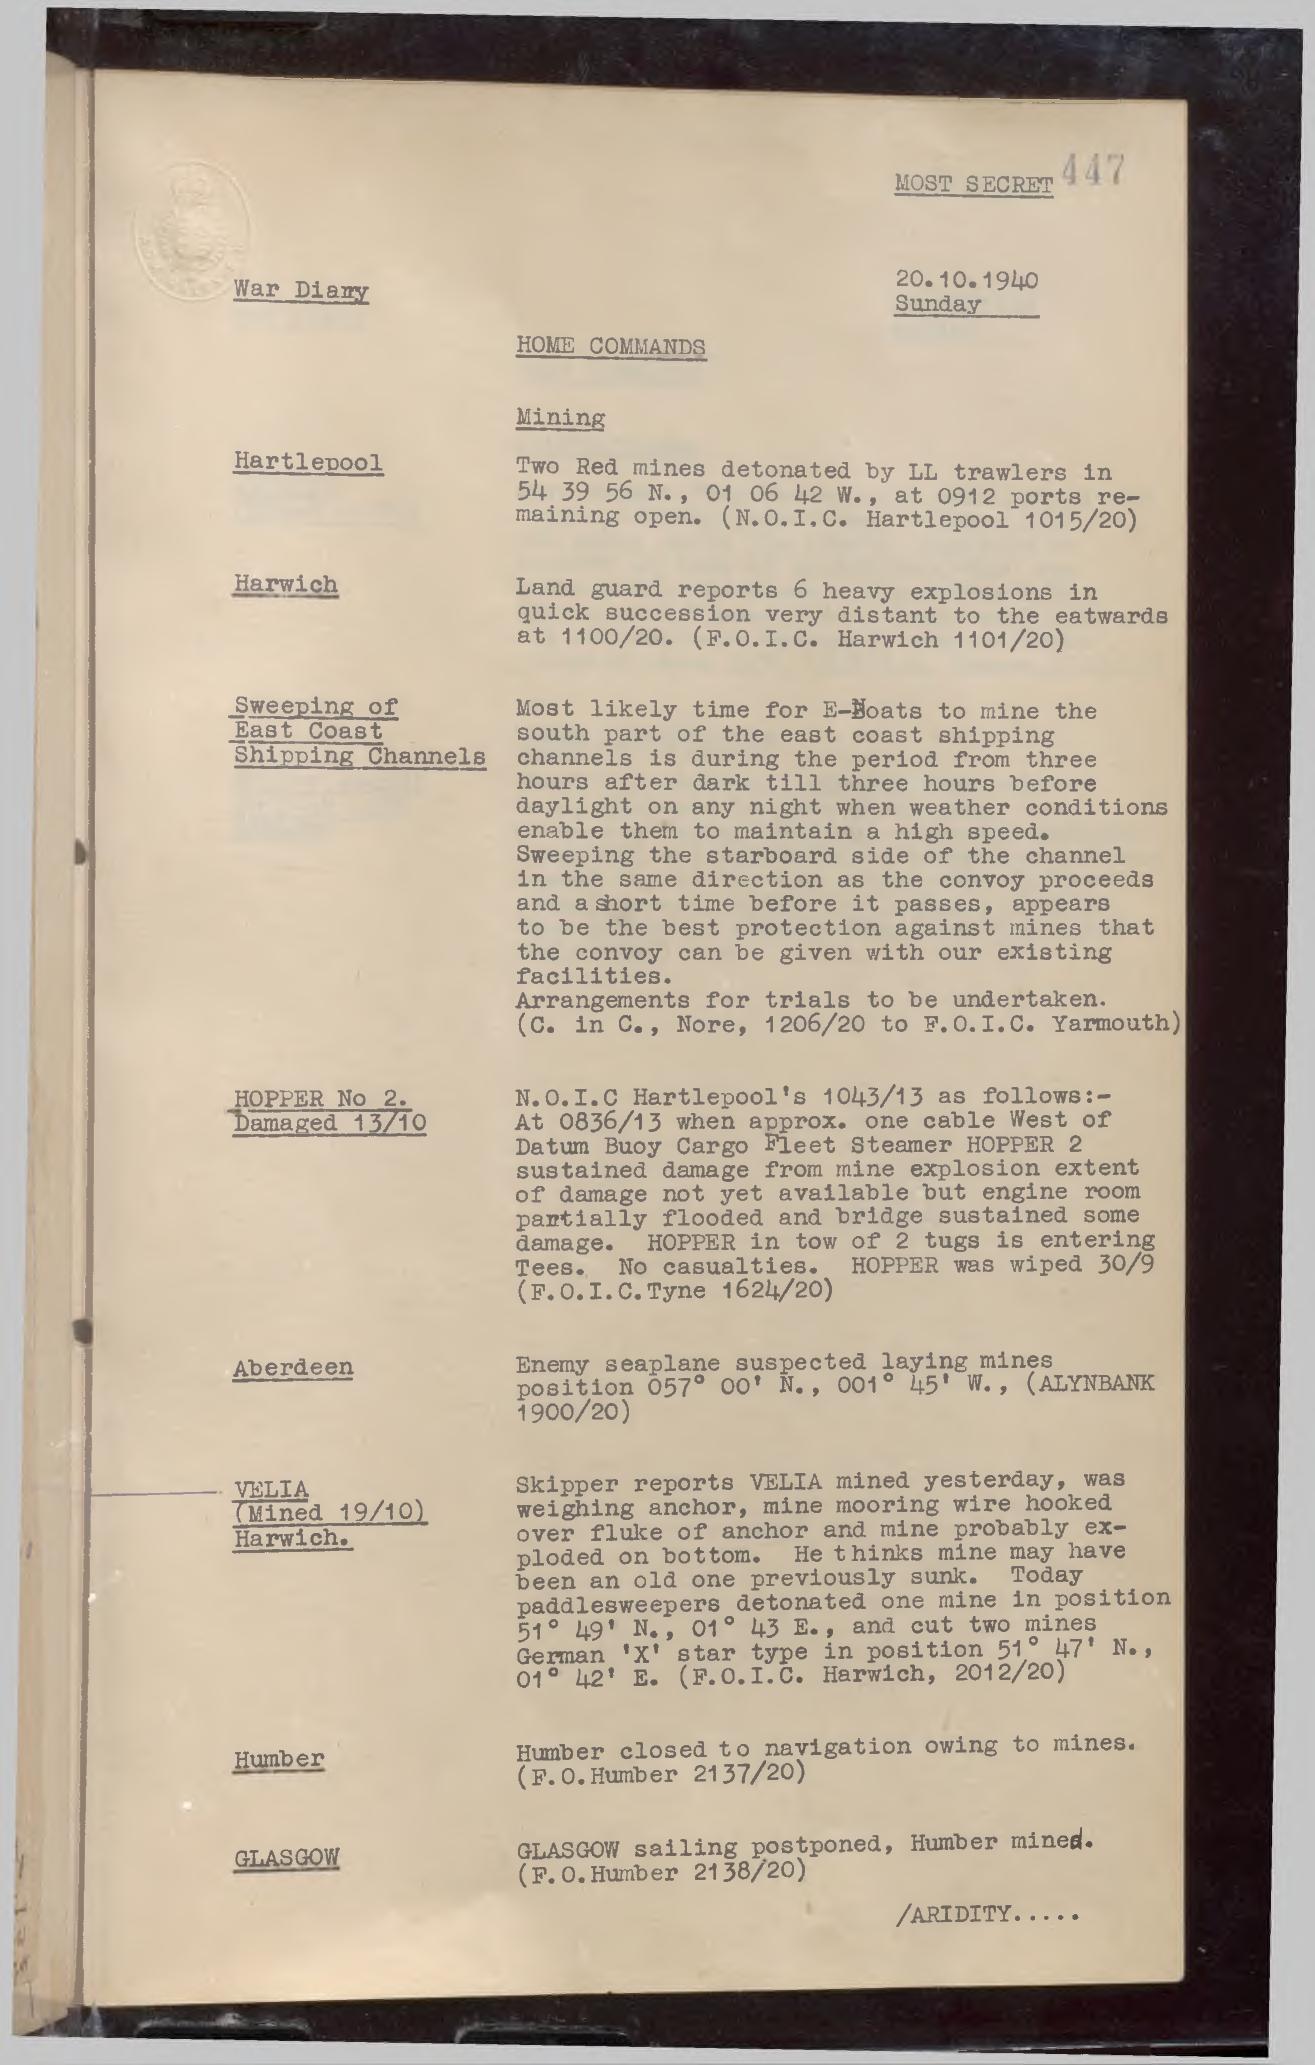 MOST SECRET 447
War Diary
20.10.1940
Sunday
HOME COMMANDS
Mining
Hartlepool
Two Red mines detonated by LL trawlers in
54 39 56 N., 01 06 42 W., at 0912 ports re-
maining open. (N.O.I.C. Hartlepool 1015/20)
Harwich
Land guard reports 6 heavy explosions in
quick succession very distant to the eatwards
at 1100/20. (F.O.I.C. Harwich 1101/20)
Sweeping of
East Coast
Shipping Channels
Most likely time for E-Boats to mine the
south part of the east coast shipping
channels is during the period from three
hours after dark till three hours before
daylight on any night when weather conditions
enable them to maintain a high speed.
Sweeping the starboard side of the channel
in the same direction as the convoy proceeds
and a short time before it passes, appears
to be the best protection against mines that
the convoy can be given with our existing
facilities.
Arrangements for trials to be undertaken.
(C. in C., Nore, 1206/20 to F.O.I.C. Yarmouth)
HOPPER No 2.
Damaged 13/10
N.O.I.C Hartlepool's 1043/13 as follows:-
At 0836/13 when approx. one cable West of
Datum Buoy Cargo Fleet Steamer HOPPER 2
sustained damage from mine explosion extent
of damage not yet available but engine room
partially flooded and bridge sustained some
damage. HOPPER in tow of 2 tugs is entering
Tees. No casualties. HOPPER was wiped 30/9
(F.O.I.C.Tyne 1624/20)
Aberdeen
Enemy seaplane suspected laying mines
position 057° 00' N., 001° 45' W., (ALYNBANK
1900/20)
VELIA
(Mined 19/10)
Harwich.
Skipper reports VELIA mined yesterday, was
weighing anchor, mine mooring wire hooked
over fluke of anchor and mine probably ex-
ploded on bottom. He thinks mine may have
been an old one previously sunk. Today
paddlesweepers detonated one mine in position
51° 49' N., 01° 43 E., and cut two mines
German 'X' star type in position 51° 47' N.,
01° 42' E. (F.O.I.C. Harwich, 2012/20)
Humber
Humber closed to navigation owing to mines.
(F.O.Humber 2137/20)
GLASGOW
GLASGOW sailing postponed, Humber mined.
(F.O.Humber 2138/20)
/ARIDITY.....